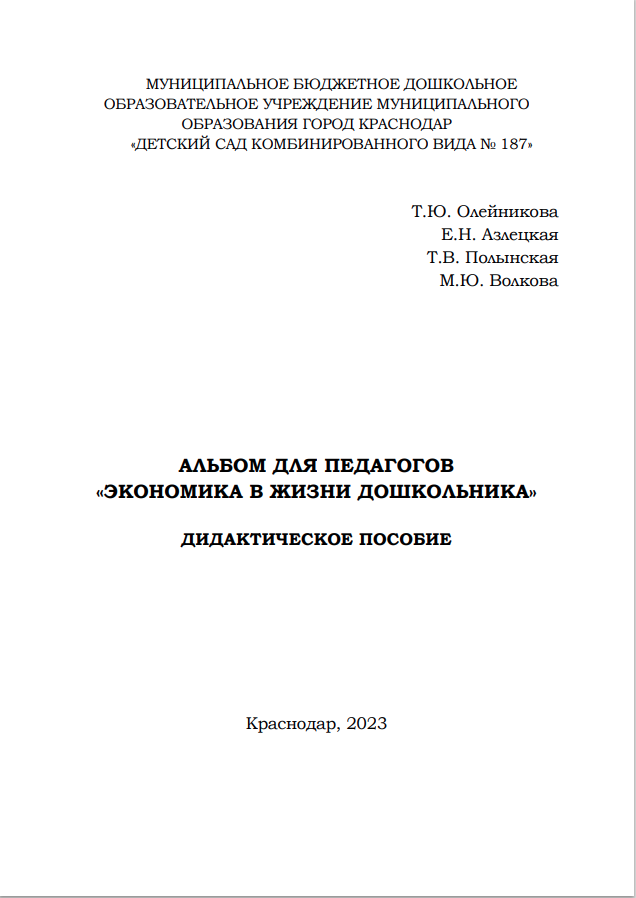 МУНИЦИПАЛЬНОЕ БЮДЖЕТНОЕ ДОШКОЛЬНОЕ
ОБРАЗОВАТЕЛЬНОЕ УЧРЕЖДЕНИЕ МУНИЦИПАЛЬНОГО
ОБРАЗОВАНИЯ ГОРОД КРАСНОДАР
«ДЕТСКИЙ САД КОМБИНИРОВАННОГО ВИДА № 187»
Т.Ю. Олейникова
Е.Н. Азлецкая
Т.В. Полынская
М.Ю. Волкова
АЛЬБОМ ДЛЯ ПЕДАГОГОВ
«ЭКОНОМИКА В ЖИЗНИ ДОШКОЛЬНИКА»
ДИДАКТИЧЕСКОЕ ПОСОБИЕ
Краснодар, 2023